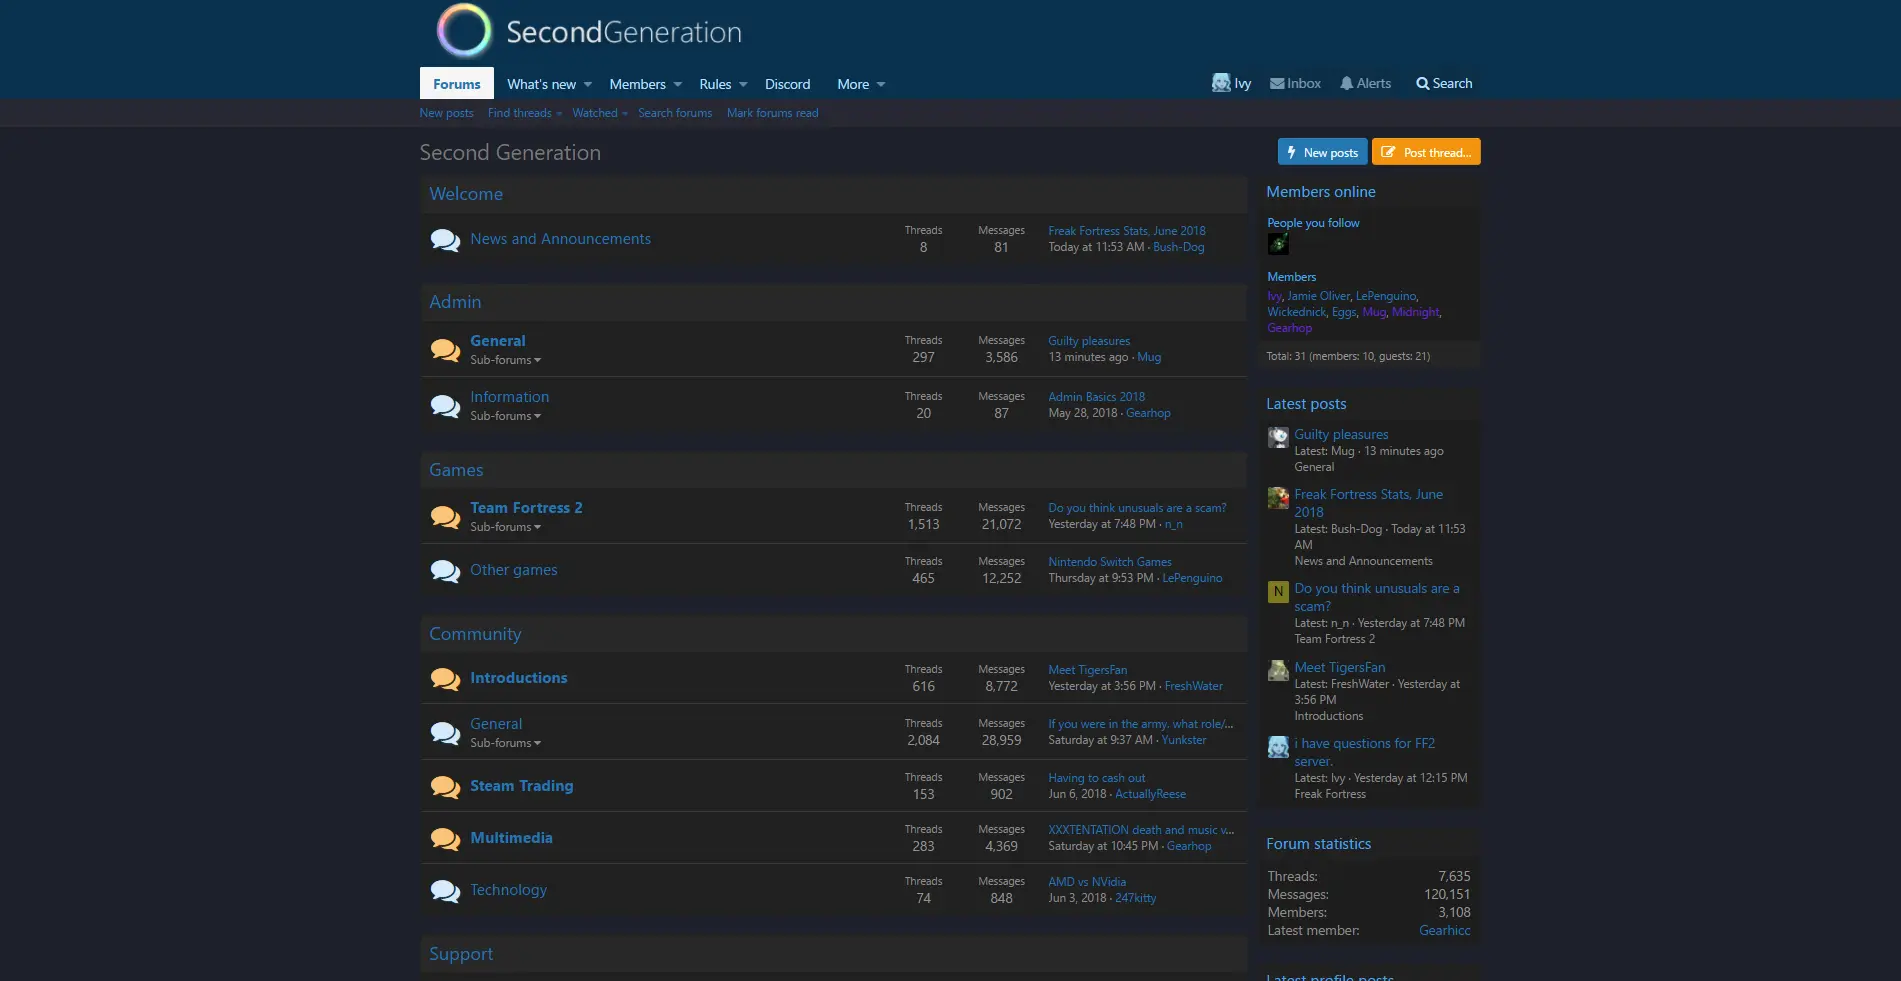 SecondGeneration
Forums What's new Members Rules Discord More Ivy Inbox Alerts Search
New posts Find threads Watched Search forums Mark forums read
Second Generation
New posts Post thread...
Welcome
News and Announcements
Threads
8
Messages
81
Freak Fortress Stats, June 2018
Today at 11:53 AM · Bush-Dog
Admin
General
Sub-forums
Threads
297
Messages
3,586
Guilty pleasures
13 minutes ago · Mug
Information
Sub-forums
Threads
20
Messages
87
Admin Basics 2018
May 28, 2018 · Gearhop
Games
Team Fortress 2
Sub-forums
Threads
1,513
Messages
21,072
Do you think unusuals are a scam?
Yesterday at 7:48 PM · n_n
Other games
Threads
465
Messages
12,252
Nintendo Switch Games
Thursday at 9:53 PM · LePenguino
Community
Introductions
Threads
616
Messages
8,772
Meet TigersFan
Yesterday at 3:56 PM · FreshWater
General
Sub-forums
Threads
2,084
Messages
28,959
If you were in the army. what role/...
Saturday at 9:37 AM · Yunkster
Steam Trading
Threads
153
Messages
902
Having to cash out
Jun 6, 2018 · ActuallyReese
Multimedia
Threads
283
Messages
4,369
XXXTENTATION death and music v...
Saturday at 10:45 PM · Gearhop
Technology
Threads
74
Messages
848
AMD vs NVidia
Jun 3, 2018 · 247kitty
Support
Members online
People you follow
Members
Ivy, Jamie Oliver, LePenguino,
Wickednick, Eggs, Mug, Midnight,
Gearhop
Total: 31 (members: 10, guests: 21)
Latest posts
Guilty pleasures
Latest: Mug · 13 minutes ago
General
Freak Fortress Stats, June
2018
Latest: Bush-Dog · Today at 11:53
AM
News and Announcements
N
Do you think unusuals are a
scam?
Latest: n_n · Yesterday at 7:48 PM
Team Fortress 2
Meet TigersFan
Latest: FreshWater · Yesterday at
3:56 PM
Introductions
i have questions for FF2
server.
Latest: Ivy · Yesterday at 12:15 PM
Freak Fortress
Forum statistics
Threads: 7,635
Messages: 120,151
Members: 3,108
Latest member: Gearhicc
Latest profile posts